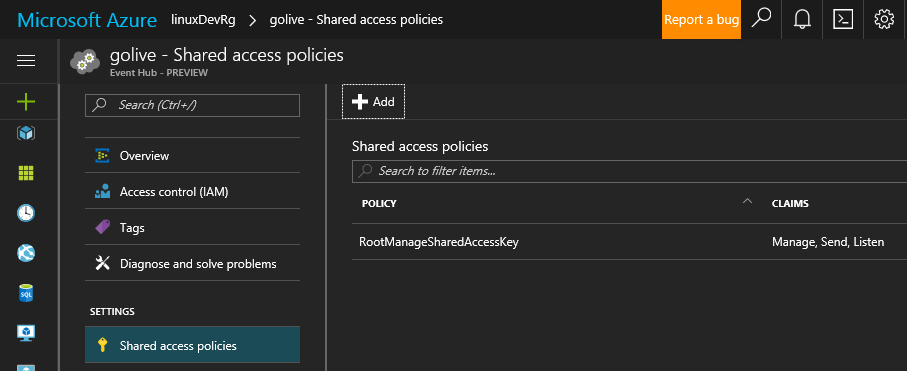 Microsoft Azure linuxDevRg > golive - Shared access policies Report a bug
golive - Shared access policies
Event Hub - PREVIEW
Search (Ctrl+/)
Overview
Access control (IAM)
Tags
Diagnose and solve problems
SETTINGS
Shared access policies
Add
Shared access policies
Search to filter items...
POLICY CLAIMS
RootManageSharedAccessKey Manage, Send, Listen
SQL